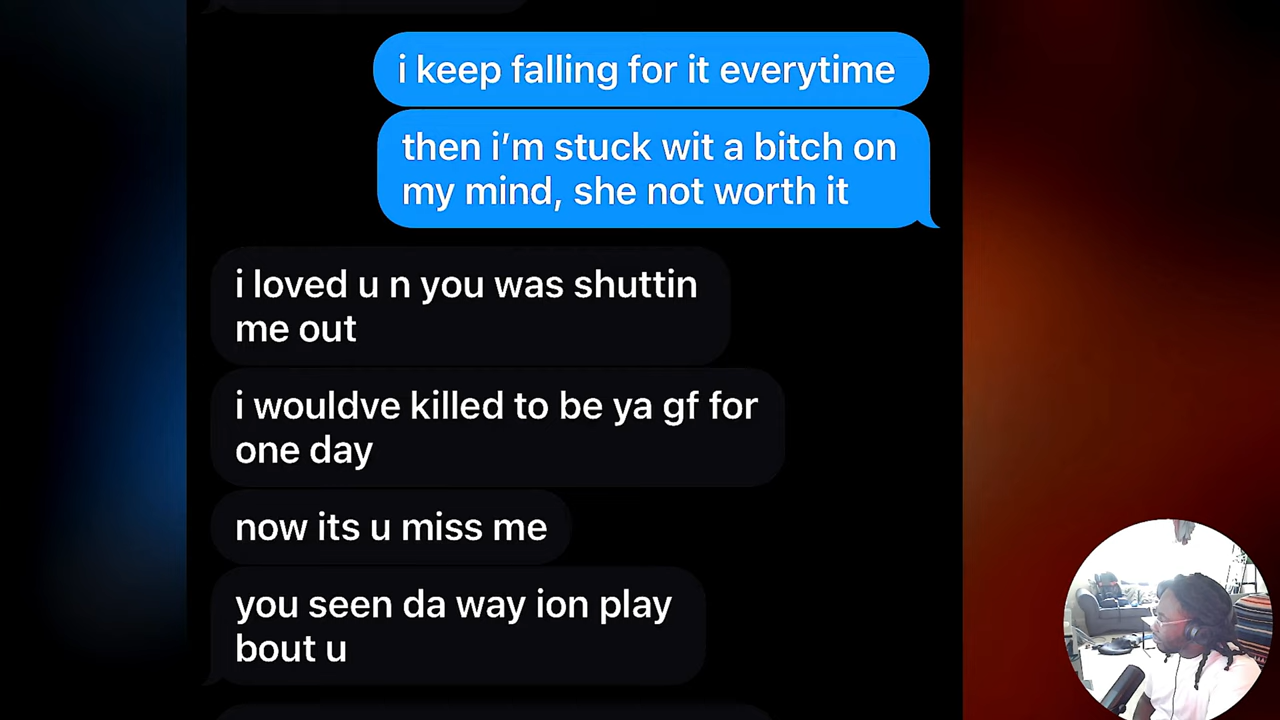 i keep falling for it everytime
then i’m stuck wit a bitch on
my mind, she not worth it
i loved u n you was shuttin
me out
i wouldve killed to be ya gf for
one day
now its u miss me
you seen da way ion play
bout u